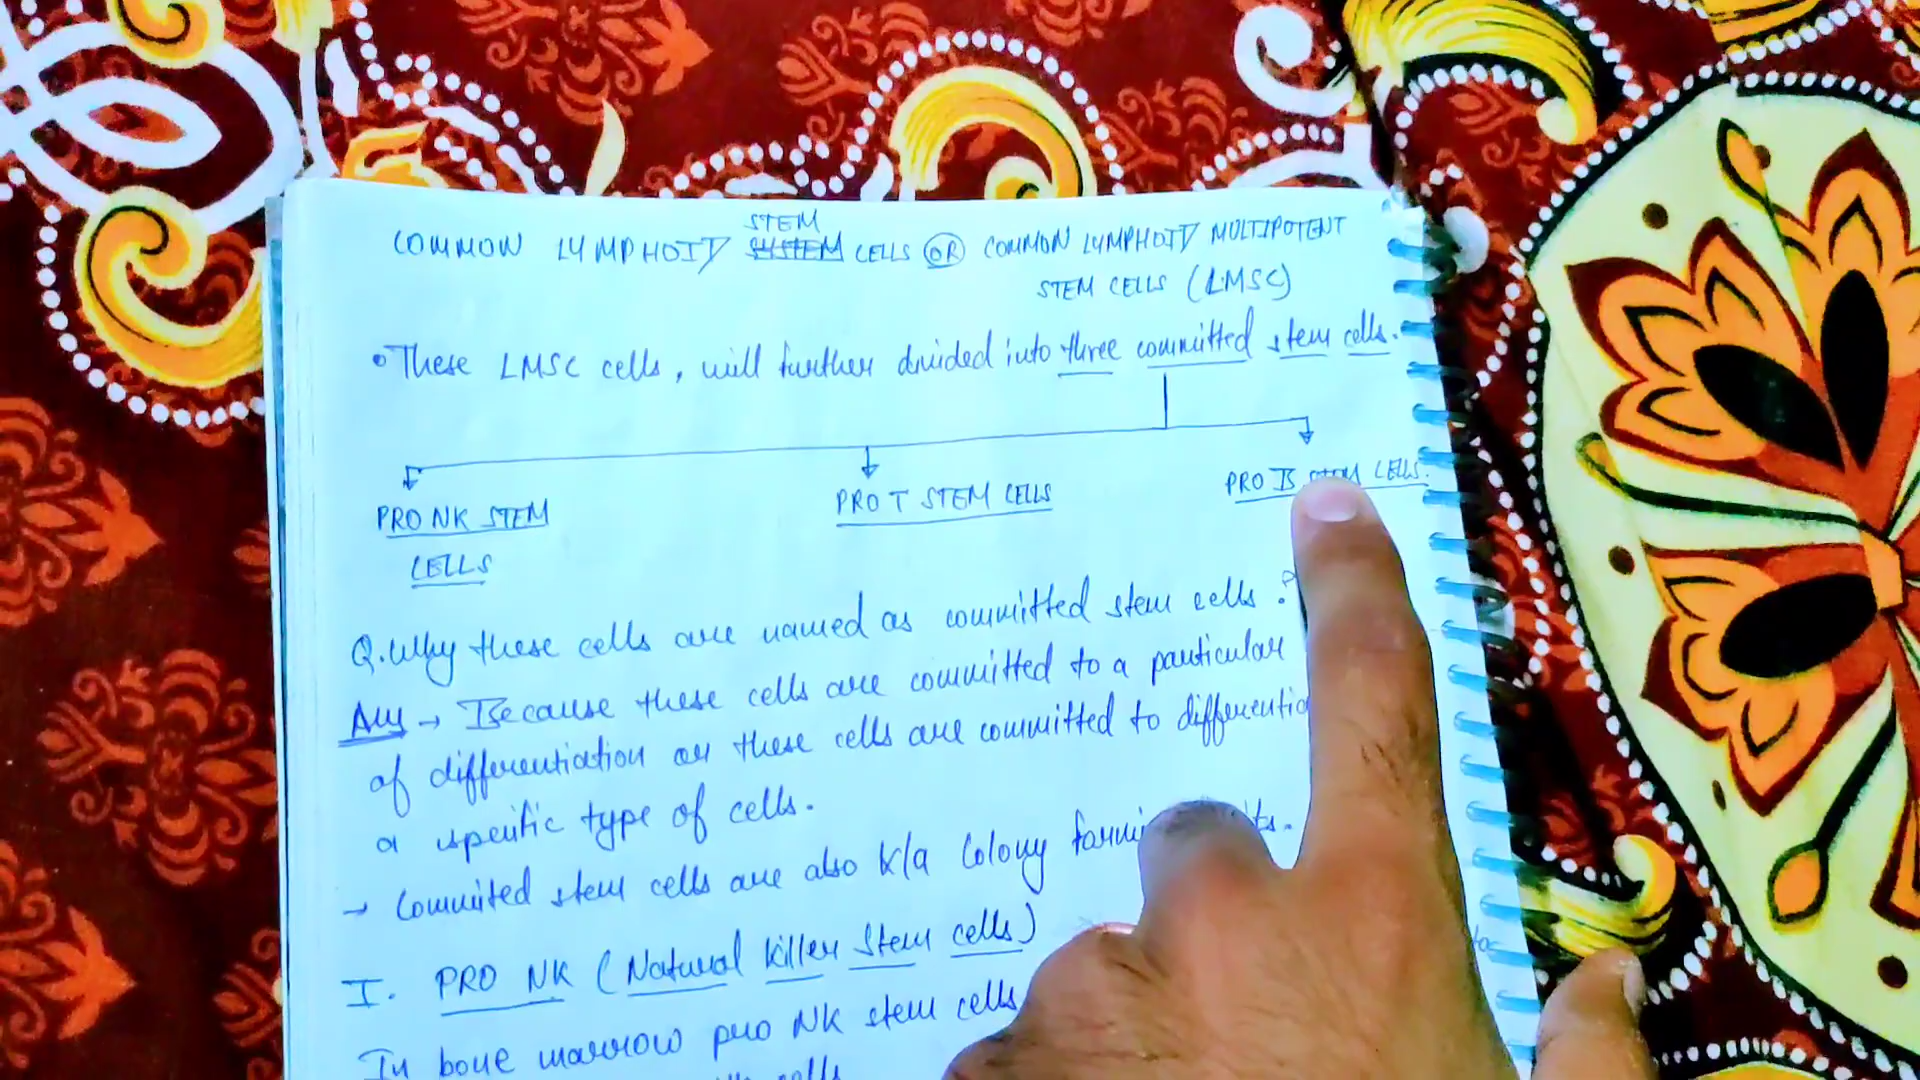 STEM
COMMON LYMPHOID SYSTEM CELLS OR COMMON LYMPHOID MULTIPOTENT
STEM CELLS (LMSC)
• These LMSC cells, will further divided into three committed stem cells.
PRO NK STEM CELLS
PRO T STEM CELLS
PRO B STEM CELLS.
Q. Why these cells are named as committed stem cells ?
Ans → Because these cells are committed to a particular
of differentiation or these cells are committed to
a specific type of cells.
→ Commited stem cells are also k/a Colony
I. PRO NK (Natural killer stem cells)
In bone marrow pro NK stem cells
cells